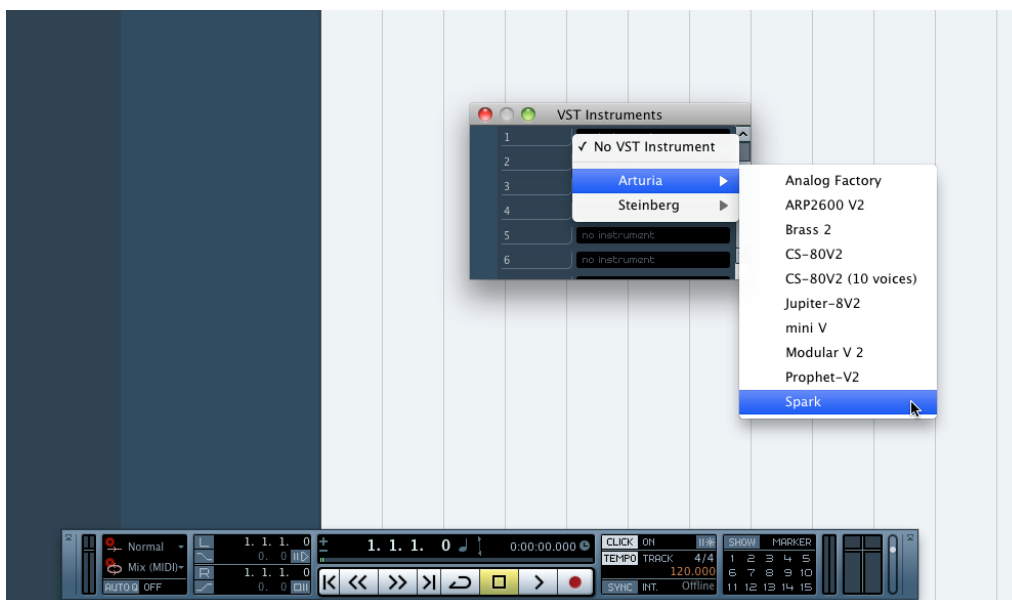 VST Instruments
1
✓ No VST Instrument
2
Arturia
3
Steinberg
4
5 no instrument
6 no instrument
Analog Factory
ARP2600 V2
Brass 2
CS-80V2
CS-80V2 (10 voices)
Jupiter-8V2
mini V
Modular V 2
Prophet-V2
Spark
Normal L 1. 1. 1. 0 1. 1. 1. 0 0:00:00.000 CLICK ON SHOW MARKER
0. 0 TEMPO TRACK 4/4 1 2 3 4 5
Mix (MIDI) R 1. 1. 1. 0 120.000 6 7 8 9 10
AUTO Q OFF 0. 0 SYNC INT. Offline 11 12 13 14 15